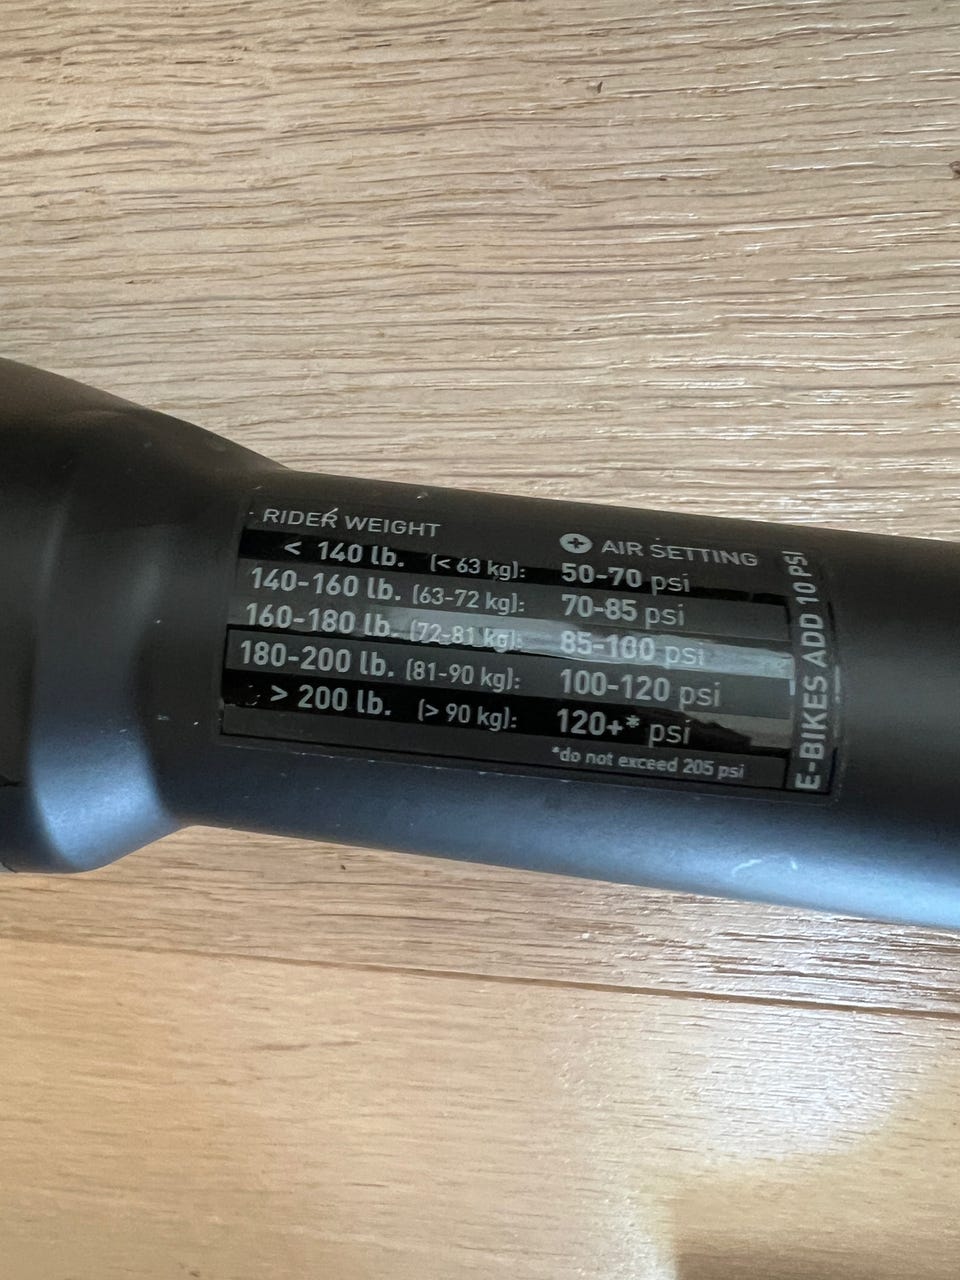 RIDER WEIGHT AIR SETTING
< 140 lb. (< 63 kg): 50-70 psi
140-160 lb. (63-72 kg): 70-85 psi
160-180 lb. (72-81 kg): 85-100 psi
180-200 lb. (81-90 kg): 100-120 psi
> 200 lb. (> 90 kg): 120+* psi
*do not exceed 205 psi
E-BIKES ADD 10 PSI